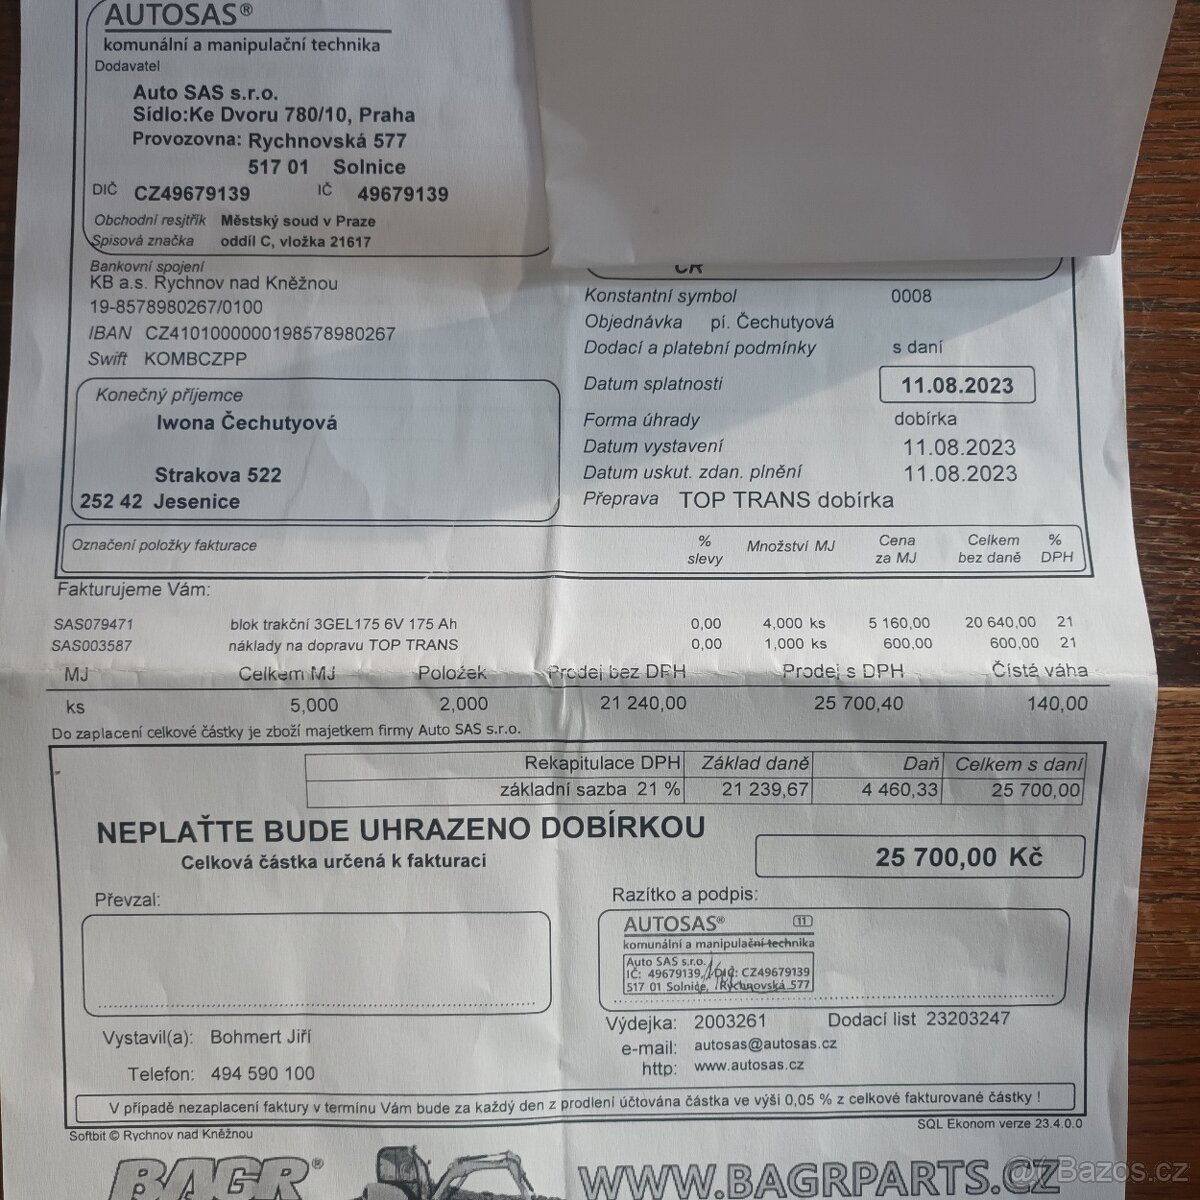 AUTOSAS®
komunální a manipulační technika
Dodavatel
Auto SAS s.r.o.
Sídlo:Ke Dvoru 780/10, Praha
Provozovna: Rychnovská 577
517 01 Solnice
DIČ CZ49679139 IČ 49679139
Obchodní resjtřík Městský soud v Praze
Spisová značka oddíl C, vložka 21617
Bankovní spojení
KB a.s. Rychnov nad Kněžnou
19-8578980267/0100
IBAN CZ4101000000198578980267
Swift KOMBCZPP
Konečný příjemce
Iwona Čechutyová
Strakova 522
252 42 Jesenice
ČR
Konstantní symbol 0008
Objednávka pí. Čechutyová
Dodací a platební podmínky s daní
Datum splatnosti 11.08.2023
Forma úhrady dobírka
Datum vystavení 11.08.2023
Datum uskut. zdan. plnění 11.08.2023
Přeprava TOP TRANS dobírka
Označení položky fakturace % slevy Množství MJ Cena za MJ Celkem bez daně % DPH
Fakturujeme Vám:
SAS079471 blok trakční 3GEL175 6V 175 Ah 0,00 4,000 ks 5 160,00 20 640,00 21
SAS003587 náklady na dopravu TOP TRANS 0,00 1,000 ks 600,00 600,00 21
MJ Celkem MJ Položek Prodej bez DPH Prodej s DPH Čistá váha
ks 5,000 2,000 21 240,00 25 700,40 140,00
Do zaplacení celkové částky je zboží majetkem firmy Auto SAS s.r.o.
Rekapitulace DPH Základ daně Daň Celkem s daní
základní sazba 21 % 21 239,67 4 460,33 25 700,00
NEPLAŤTE BUDE UHRAZENO DOBÍRKOU
Celková částka určená k fakturaci 25 700,00 Kč
Převzal:
Razítko a podpis:
AUTOSAS® 11
komunální a manipulační technika
Auto SAS s.r.o.
IČ: 49679139, DIČ: CZ49679139
517 01 Solnice, Rychnovská 577
Vystavil(a): Bohmert Jiří
Telefon: 494 590 100
Výdejka: 2003261 Dodací list 23203247
e-mail: autosas@autosas.cz
http: www.autosas.cz
V případě nezaplacení faktury v termínu Vám bude za každý den z prodlení účtována částka ve výši 0,05 % z celkové fakturované částky !
Softbit © Rychnov nad Kněžnou
SQL Ekonom verze 23.4.0.0
BAGR®
WWW.BAGRPARTS.CZ
Bazos.cz